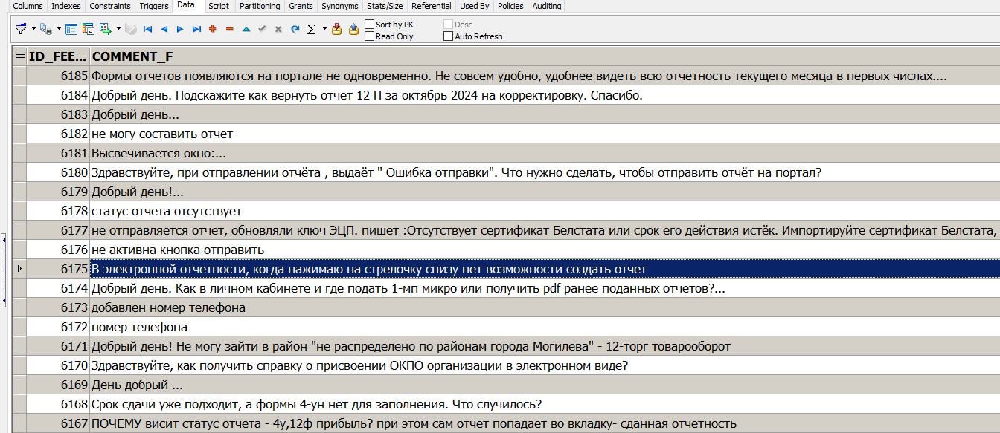 Columns Indexes Constraints Triggers Data Script Partitioning Grants Synonyms Stats/Size Referential Used By Policies Auditing
Sort by PK Desc
Read Only Auto Refresh
ID_FEE... COMMENT_F
6185 Формы отчетов появляются на портале не одновременно. Не совсем удобно, удобнее видеть всю отчетность текущего месяца в первых числах....
6184 Добрый день. Подскажите как вернуть отчет 12 П за октябрь 2024 на корректировку. Спасибо.
6183 Добрый день...
6182 не могу составить отчет
6181 Высвечивается окно:...
6180 Здравствуйте, при отправлении отчёта , выдаёт " Ошибка отправки". Что нужно сделать, чтобы отправить отчёт на портал?
6179 Добрый день!...
6178 статус отчета отсутствует
6177 не отправляется отчет, обновляли ключ ЭЦП. пишет :Отсутствует сертификат Белстата или срок его действия истёк. Импортируйте сертификат Белстата,
6176 не активна кнопка отправить
6175 В электронной отчетности, когда нажимаю на стрелочку снизу нет возможности создать отчет
6174 Добрый день. Как в личном кабинете и где подать 1-мп микро или получить pdf ранее поданных отчетов?...
6173 добавлен номер телефона
6172 номер телефона
6171 Добрый день! Не могу зайти в район "не распределено по районам города Могилева" - 12-торг товарооборот
6170 Здравствуйте, как получить справку о присвоении ОКПО организации в электронном виде?
6169 День добрый ...
6168 Срок сдачи уже подходит, а формы 4-ун нет для заполнения. Что случилось?
6167 ПОЧЕМУ висит статус отчета - 4у,12ф прибыль? при этом сам отчет попадает во вкладку- сданная отчетность